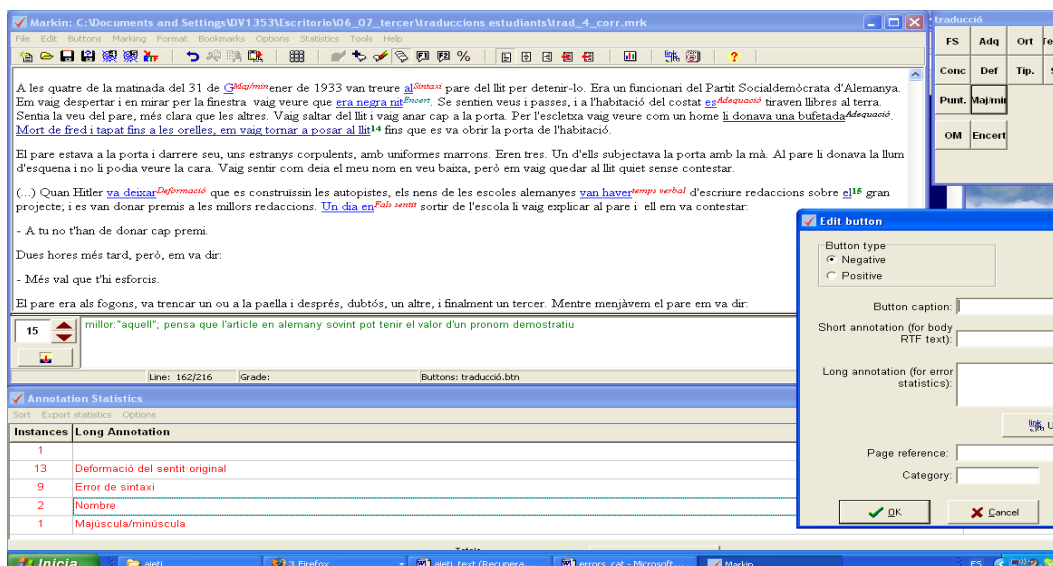 Markin: C:\Documents and Settings\DV1353\Escritorio\06_07_tercer\traduccions estudiants\trad_4_corr.mrk
File Edit Buttons Marking Format Bookmarks Options Statistics Tools Help
A les quatre de la matinada del 31 de GMaj/minener de 1933 van treure alSintaxi pare del llit per detenir-lo. Era un funcionari del Partit Socialdemòcrata d'Alemanya.
Em vaig despertar i en mirar per la finestra vaig veure que era negra nitEncert. Se sentien veus i passes, i a l'habitació del costat esAdequació tiraven llibres al terra.
Sentia la veu del pare, més clara que les altres. Vaig saltar del llit i vaig anar cap a la porta. Per l'escletxa vaig veure com un home li donava una bufetadaAdequació.
Mort de fred i tapat fins a les orelles, em vaig tornar a posar al llit14 fins que es va obrir la porta de l'habitació.
El pare estava a la porta i darrere seu, uns estranys corpulents, amb uniformes marrons. Eren tres. Un d'ells subjectava la porta amb la mà. Al pare li donava la llum
d'esquena i no li podia veure la cara. Vaig sentir com deia el meu nom en veu baixa, però em vaig quedar al llit quiet sense contestar.
(...) Quan Hitler va deixarDeformació que es construïssin les autopistes, els nens de les escoles alemanyes van havertemps verbal d'escriure redaccions sobre el15 gran
projecte; i es van donar premis a les millors redaccions. Un dia enFals sentit sortir de l'escola li vaig explicar al pare i ell em va contestar:
- A tu no t'han de donar cap premi.
Dues hores més tard, però, em va dir:
- Més val que t'hi esforcis.
El pare era als fogons, va trencar un ou a la paella i després, dubtós, un altre, i finalment un tercer. Mentre menjàvem el pare em va dir:
15
millor:"aquell"; pensa que l'article en alemany sovint pot tenir el valor d'un pronom demostratiu
Line: 162/216 Grade: Buttons: traducció.btn
Annotation Statistics
Sort Export statistics Options
Instances Long Annotation
1
13 Deformació del sentit original
9 Error de sintaxi
2 Nombre
1 Majúscula/minúscula
traducció
FS Adq Ort
Conc Def Tip.
Punt. Maj/min
OM Encert
Edit button
Button type
Negative
Positive
Button caption:
Short annotation (for body
RTF text):
Long annotation (for error
statistics):
link U
Page reference:
Category:
OK Cancel
Inicia ajeti 3 Firefox ajeti_text (Recupera... errors_cat - Microsoft... Markin ES